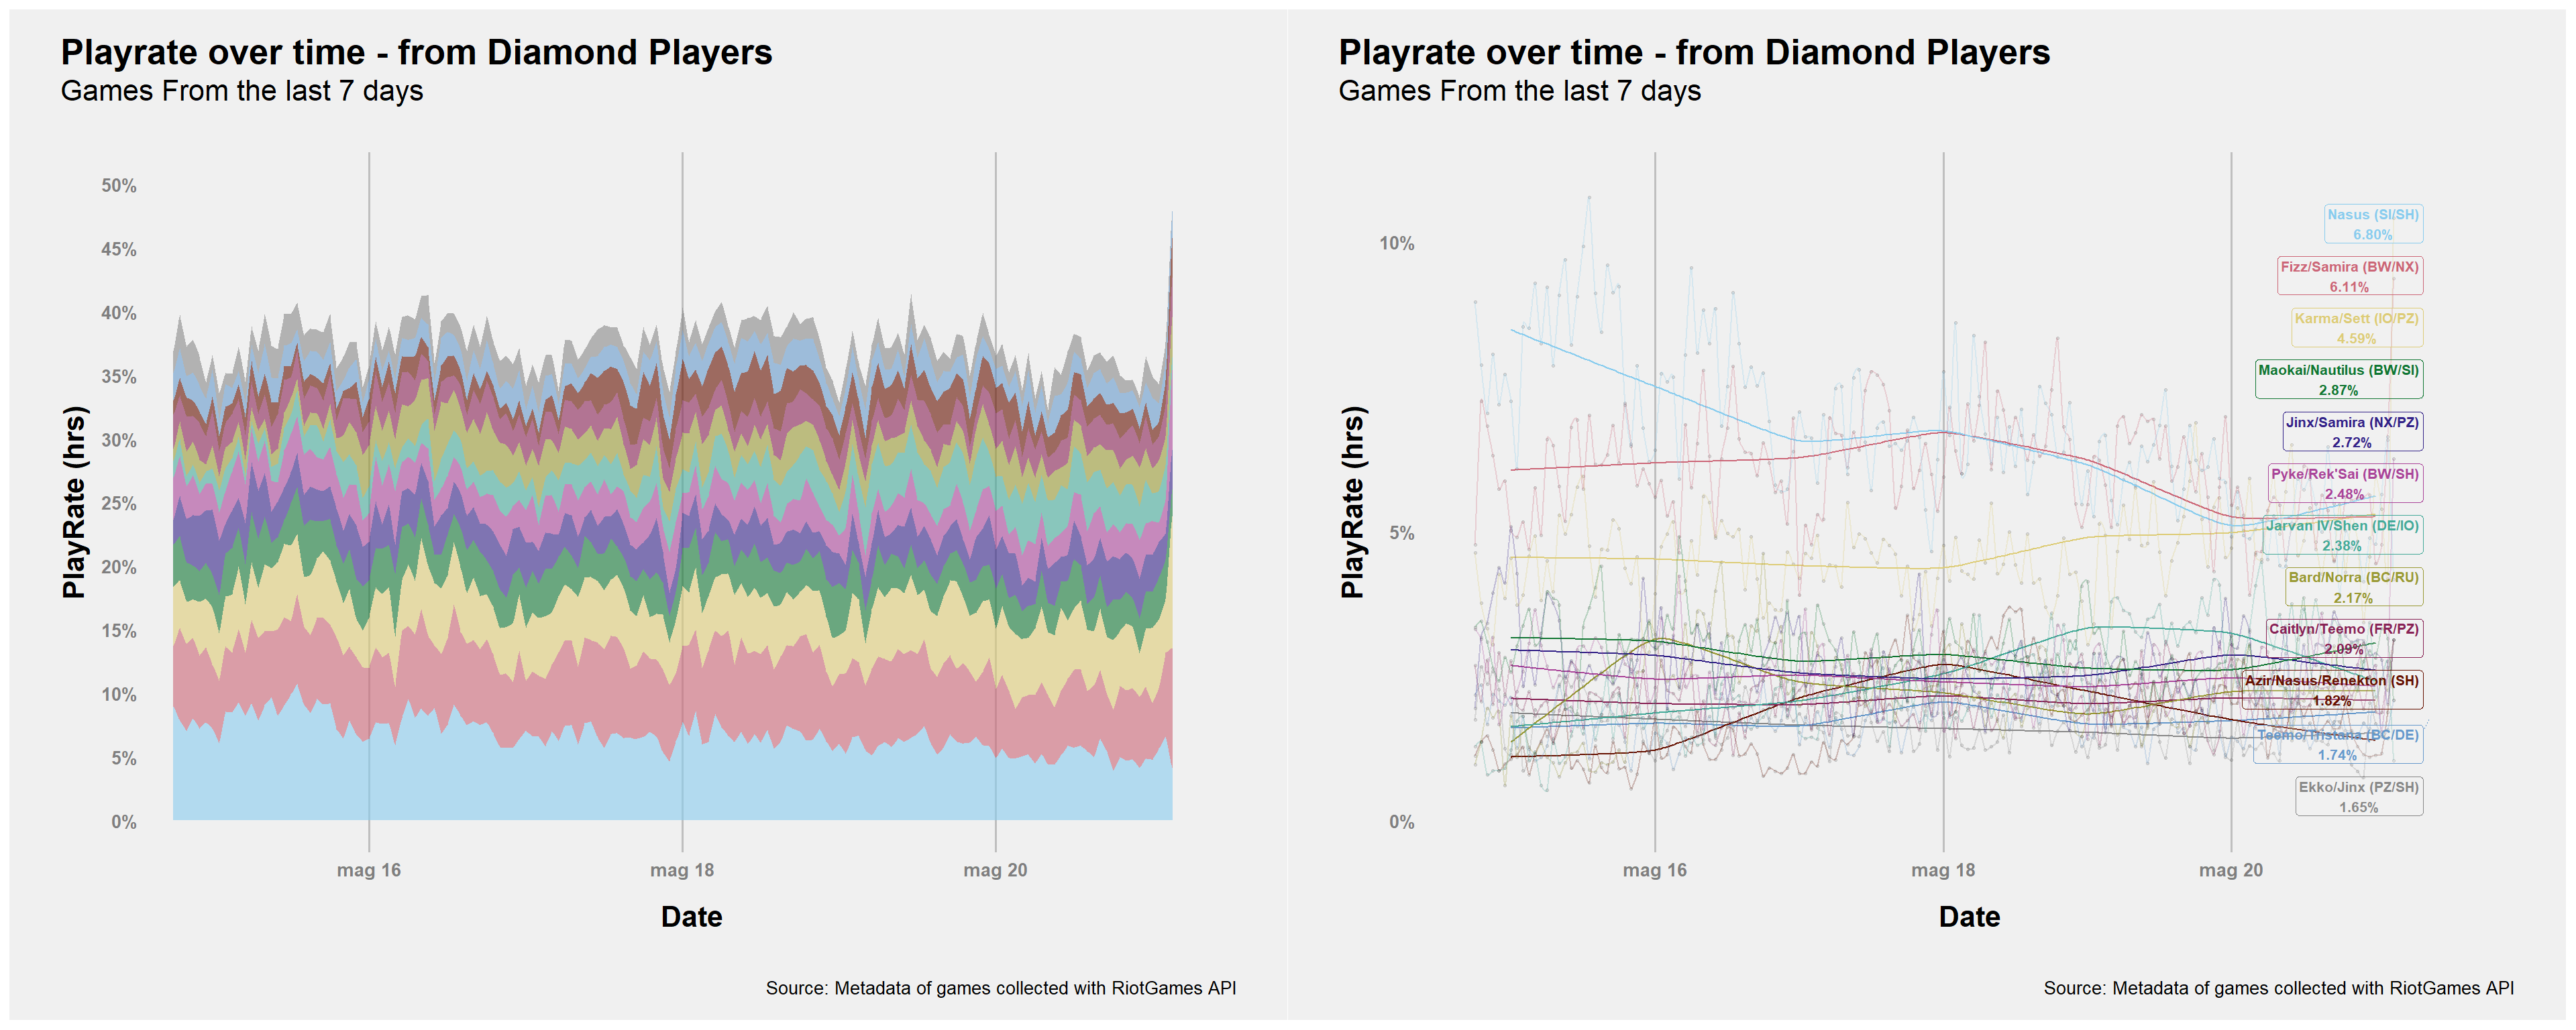 Playrate over time - from Diamond Players
Games From the last 7 days
PlayRate (hrs)
50%
45%
40%
35%
30%
25%
20%
15%
10%
5%
0%
mag 16
mag 18
mag 20
Date
Source: Metadata of games collected with RiotGames API
Playrate over time - from Diamond Players
Games From the last 7 days
PlayRate (hrs)
10%
5%
0%
Nasus (SI/SH)
6.80%
Fizz/Samira (BW/NX)
6.11%
Karma/Sett (IO/PZ)
4.59%
Maokai/Nautilus (BW/SI)
2.87%
Jinx/Samira (NX/PZ)
2.72%
Pyke/Rek'Sai (BW/SH)
2.48%
Jarvan IV/Shen (DE/IO)
2.38%
Bard/Norra (BC/RU)
2.17%
Caitlyn/Teemo (FR/PZ)
2.09%
Azir/Nasus/Renekton (SH)
1.82%
Teemo/Tristana (BC/DE)
1.74%
Ekko/Jinx (PZ/SH)
1.65%
mag 16
mag 18
mag 20
Date
Source: Metadata of games collected with RiotGames API